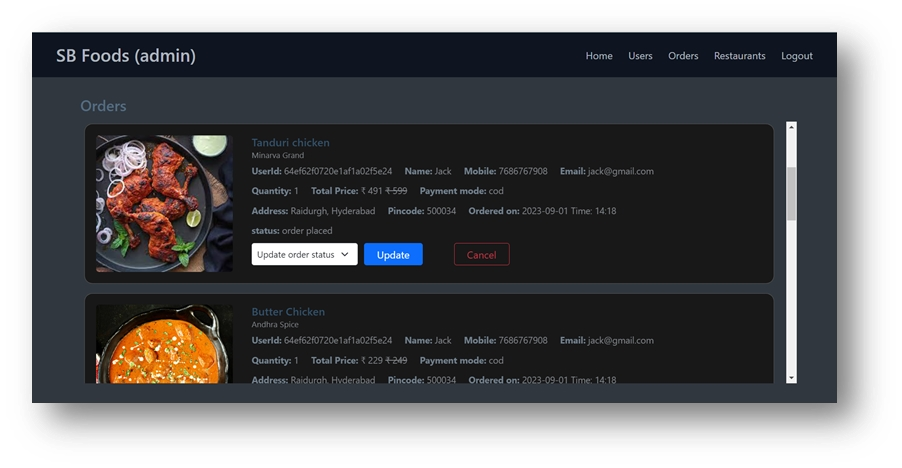 SB Foods (admin) Home Users Orders Restaurants Logout
Orders
Tanduri chicken
Minarva Grand
UserId: 64ef62f0720e1af1a02f5e24 Name: Jack Mobile: 7686767908 Email: jack@gmail.com
Quantity: 1 Total Price: ₹ 491 ₹ 599 Payment mode: cod
Address: Raidurgh, Hyderabad Pincode: 500034 Ordered on: 2023-09-01 Time: 14:18
status: order placed
Update order status Update Cancel
Butter Chicken
Andhra Spice
UserId: 64ef62f0720e1af1a02f5e24 Name: Jack Mobile: 7686767908 Email: jack@gmail.com
Quantity: 1 Total Price: ₹ 229 ₹ 249 Payment mode: cod
Address: Raidurgh, Hyderabad Pincode: 500034 Ordered on: 2023-09-01 Time: 14:18